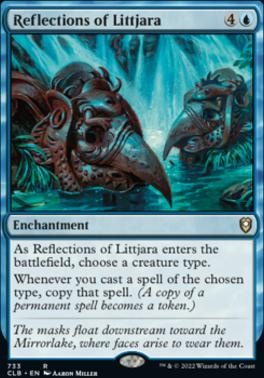 Reflections of Littjara 4
Enchantment
As Reflections of Littjara enters the
battlefield, choose a creature type.
Whenever you cast a spell of the chosen
type, copy that spell. (A copy of a
permanent spell becomes a token.)
The masks float downstream toward the
Mirrorlake, where faces arise to wear them.
733 R
CLB • EN AARON MILLER ™ & © 2022 Wizards of the Coast